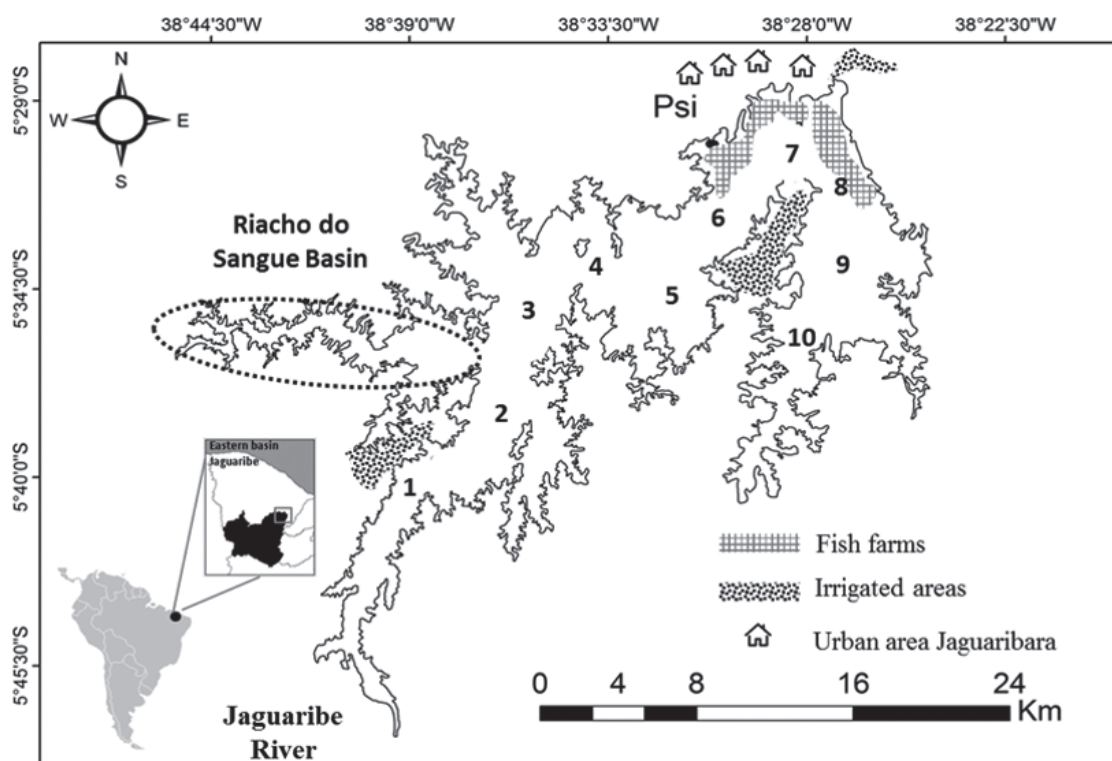 38°44'30"W 38°39'0"W 38°33'30"W 38°28'0"W 38°22'30"W
5°29'0"S
5°34'30"S
5°40'0"S
5°45'30"S
N
W E
S
Psi
Riacho do
Sangue Basin
7
8
6
4
9
5
3
10
2
1
Eastern basin
Jaguaribe
Fish farms
Irrigated areas
Urban area Jaguaribara
0 4 8 16 24
Km
Jaguaribe
River